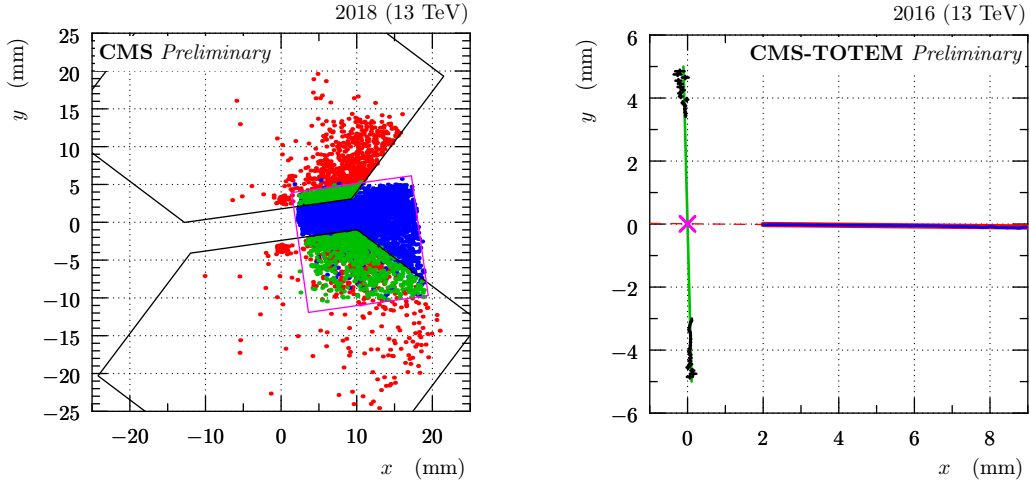 2018 (13 TeV)
CMS Preliminary
y (mm)
25
20
15
10
5
0
−5
−10
−15
−20
−25
−20 −10 0 10 20
x (mm)
2016 (13 TeV)
CMS-TOTEM Preliminary
y (mm)
6
4
2
0
−2
−4
−6
0 2 4 6 8
x (mm)